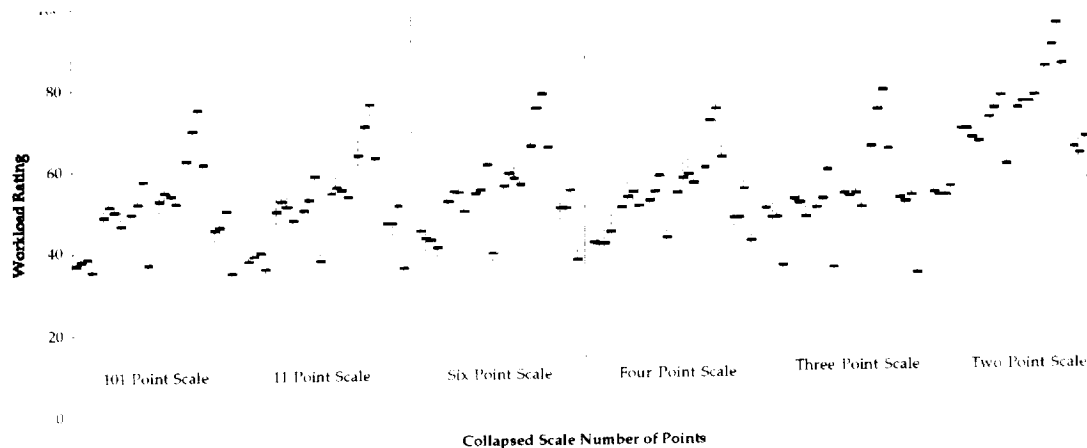 Workload Rating
80
60
40
20
0
101 Point Scale
11 Point Scale
Six Point Scale
Four Point Scale
Three Point Scale
Two Point Scale
Collapsed Scale Number of Points